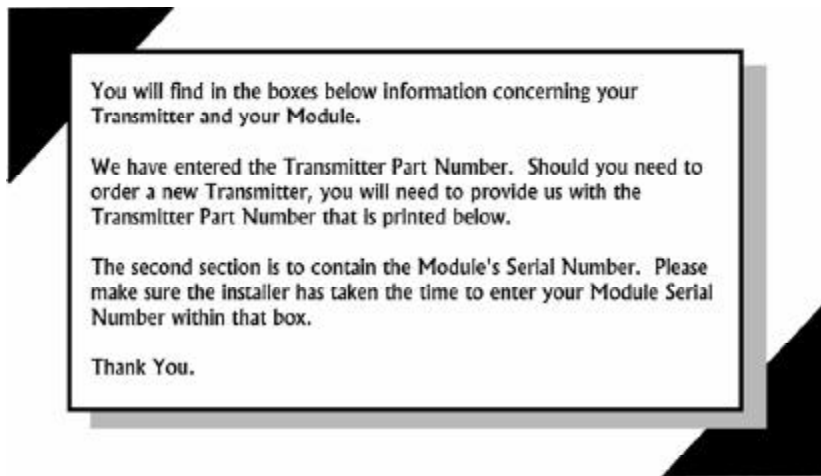 You will find in the boxes below information concerning your
Transmitter and your Module.
We have entered the Transmitter Part Number. Should you need to
order a new Transmitter, you will need to provide us with the
Transmitter Part Number that is printed below.
The second section is to contain the Module's Serial Number. Please
make sure the installer has taken the time to enter your Module Serial
Number within that box.
Thank You.